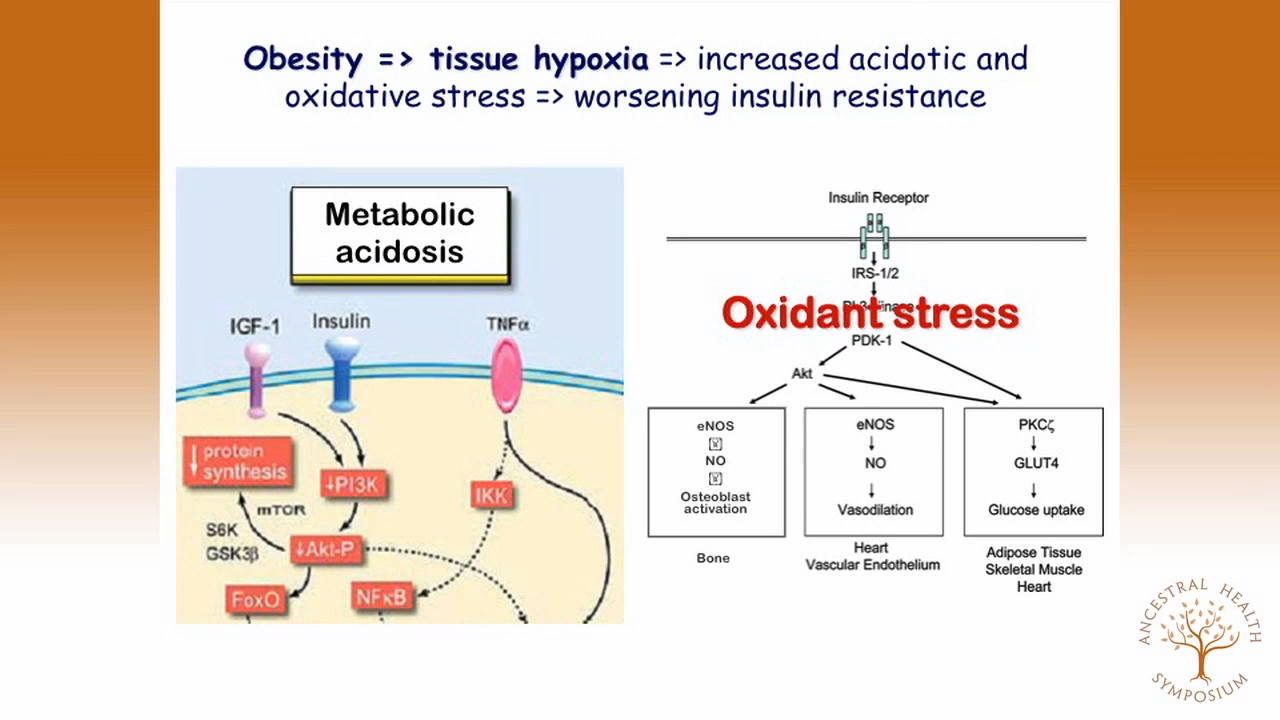 Obesity => tissue hypoxia => increased acidotic and
oxidative stress => worsening insulin resistance
Metabolic
acidosis
IGF-1
Insulin
TNFα
↓ protein
synthesis
↓PI3K
IKK
mTOR
S6K
GSK3β
↓Akt-P
FoxO
NFκB
Insulin Receptor
IRS-1/2
Oxidant stress
PDK-1
Akt
eNOS
NO
Osteoblast
activation
Bone
eNOS
NO
Vasodilation
Heart
Vascular Endothelium
PKCζ
GLUT4
Glucose uptake
Adipose Tissue
Skeletal Muscle
Heart
ANCESTRAL HEALTH
SYMPOSIUM